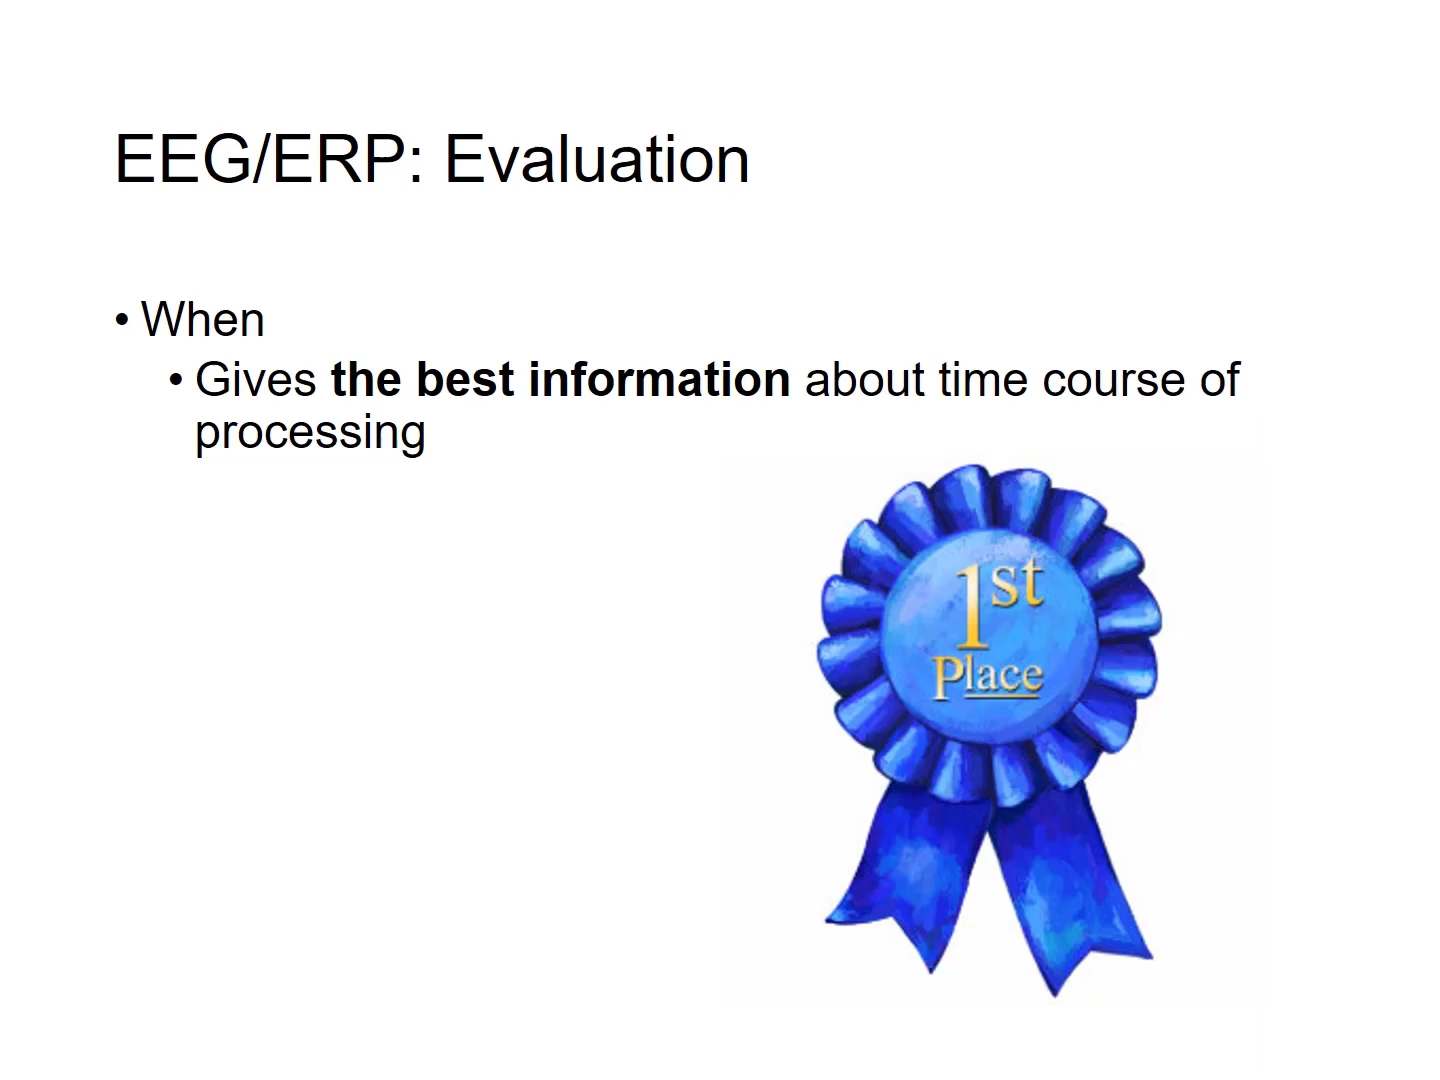 EEG/ERP: Evaluation
• When
• Gives the best information about time course of
processing
1st
Place